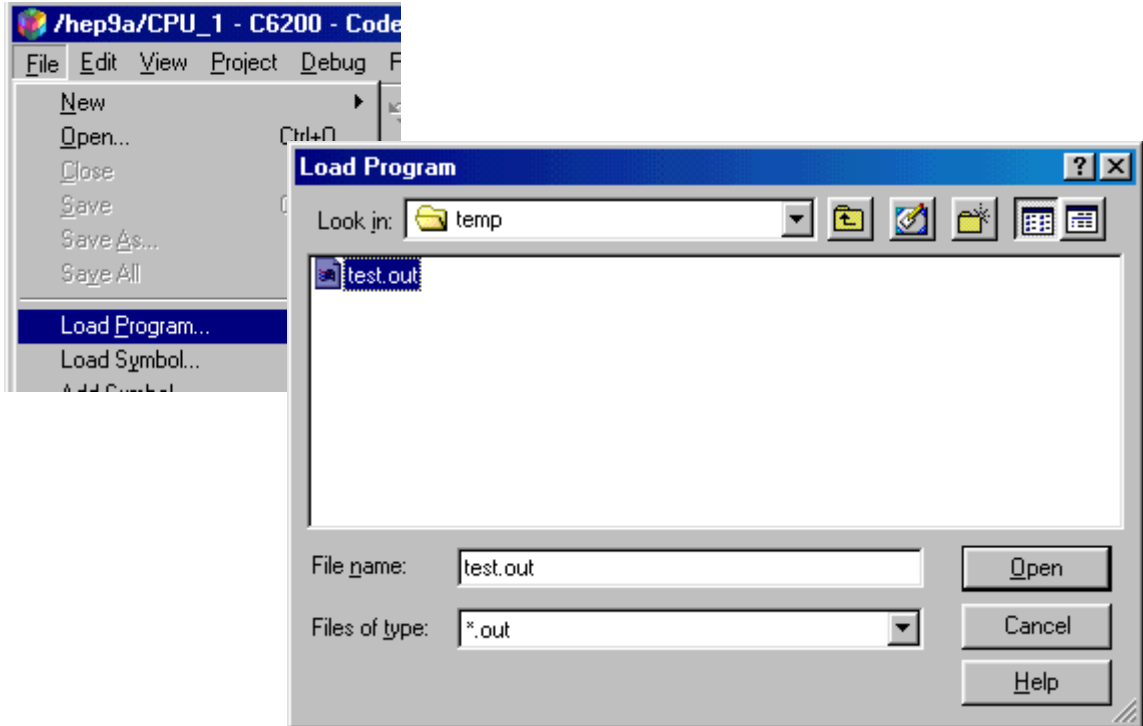 /hep9a/CPU_1 - C6200 - Code
File Edit View Project Debug F
New
Open... Ctrl+O
Close
Save
Save As...
Save All
Load Program...
Load Symbol...
Add Symbol
Load Program
Look in: temp
test.out
File name: test.out Open
Files of type: *.out Cancel
Help